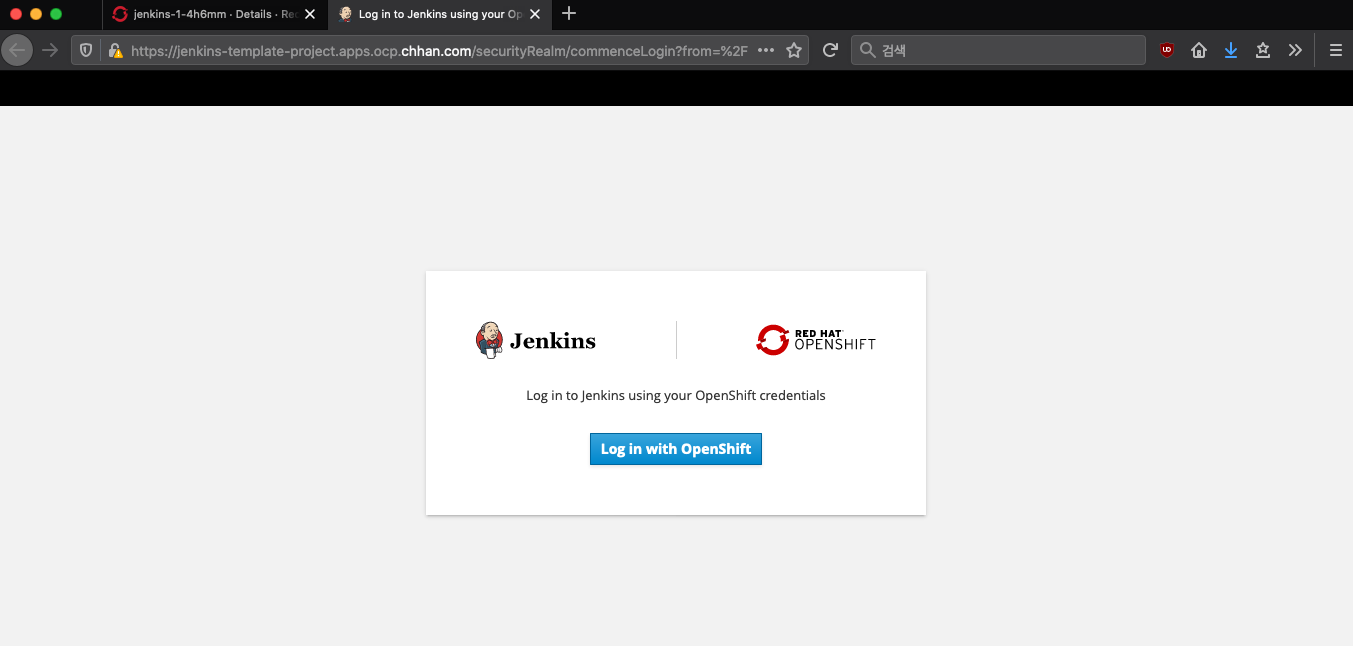 jenkins-1-4h6mm · Details · Re
Log in to Jenkins using your Op
https://jenkins-template-project.apps.ocp.chhan.com/securityRealm/commenceLogin?from=%2F
검색
Jenkins
RED HAT
OPENSHIFT
Log in to Jenkins using your OpenShift credentials
Log in with OpenShift